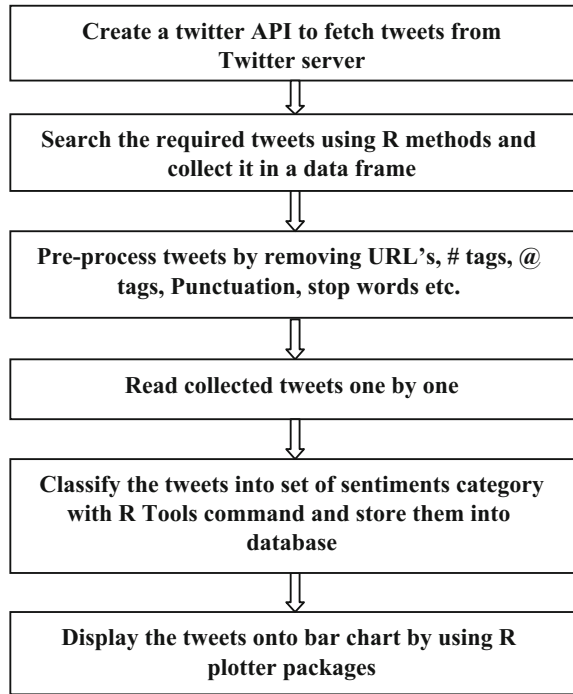 Create a twitter API to fetch tweets from
Twitter server
Search the required tweets using R methods and
collect it in a data frame
Pre-process tweets by removing URL's, # tags, @
tags, Punctuation, stop words etc.
Read collected tweets one by one
Classify the tweets into set of sentiments category
with R Tools command and store them into
database
Display the tweets onto bar chart by using R
plotter packages